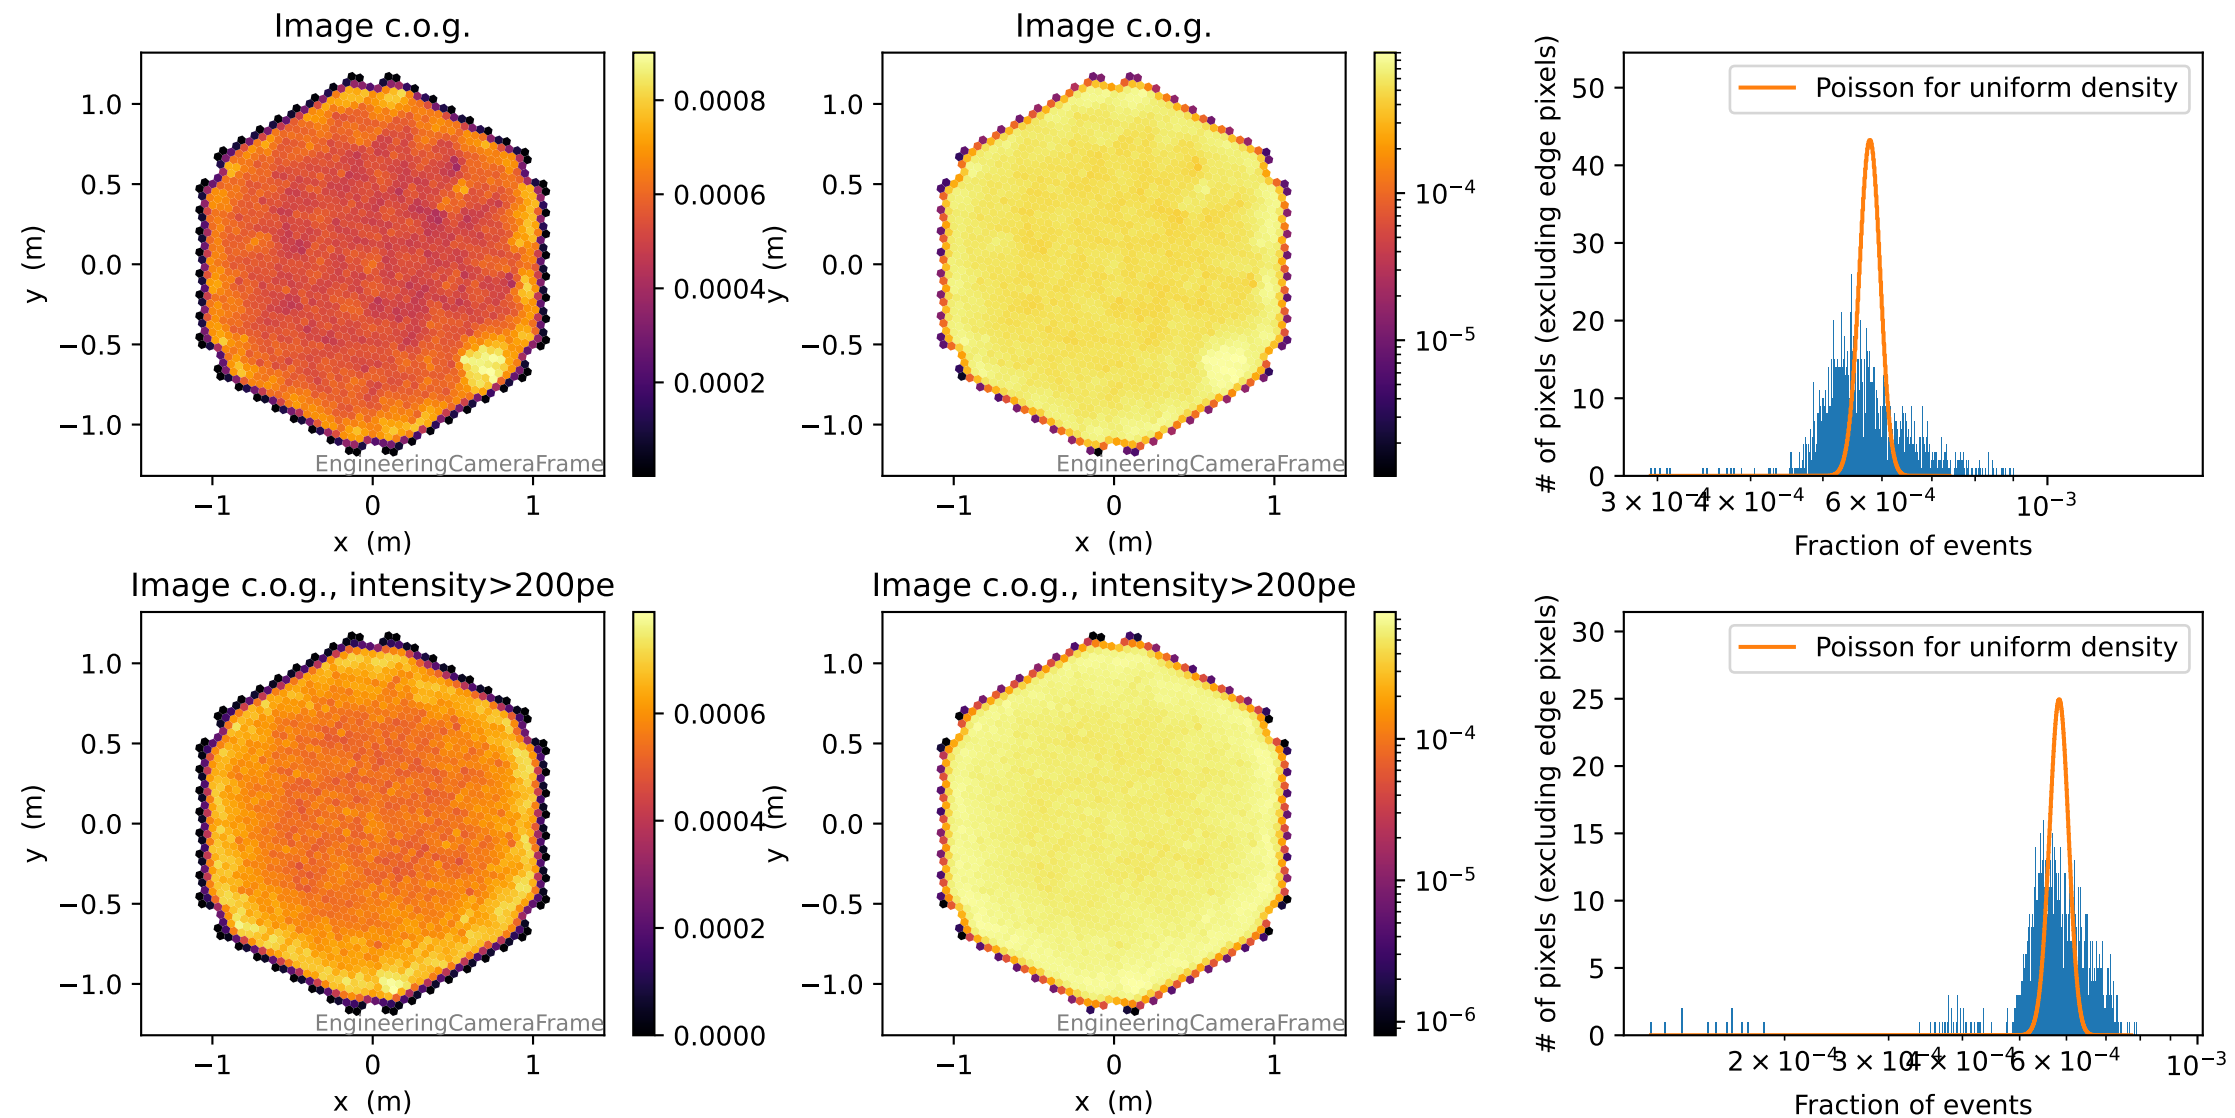 Image c.o.g.
1.0
0.5
0.0
−0.5
−1.0
y (m)
−1
0
1
x (m)
EngineeringCameraFrame
0.0008
0.0006
0.0004
0.0002
Image c.o.g.
1.0
0.5
0.0
−0.5
−1.0
y (m)
−1
0
1
x (m)
EngineeringCameraFrame
10⁻⁴
10⁻⁵
50
40
30
20
10
0
# of pixels (excluding edge pixels)
Poisson for uniform density
3 × 10⁻⁴
4 × 10⁻⁴
6 × 10⁻⁴
10⁻³
Fraction of events
Image c.o.g., intensity>200pe
1.0
0.5
0.0
−0.5
−1.0
y (m)
−1
0
1
x (m)
EngineeringCameraFrame
0.0006
0.0004
0.0002
0.0000
Image c.o.g., intensity>200pe
1.0
0.5
0.0
−0.5
−1.0
y (m)
−1
0
1
x (m)
EngineeringCameraFrame
10⁻⁴
10⁻⁵
10⁻⁶
30
25
20
15
10
5
0
# of pixels (excluding edge pixels)
Poisson for uniform density
2 × 10⁻⁴
3 × 10⁻⁴
4 × 10⁻⁴
6 × 10⁻⁴
10⁻³
Fraction of events